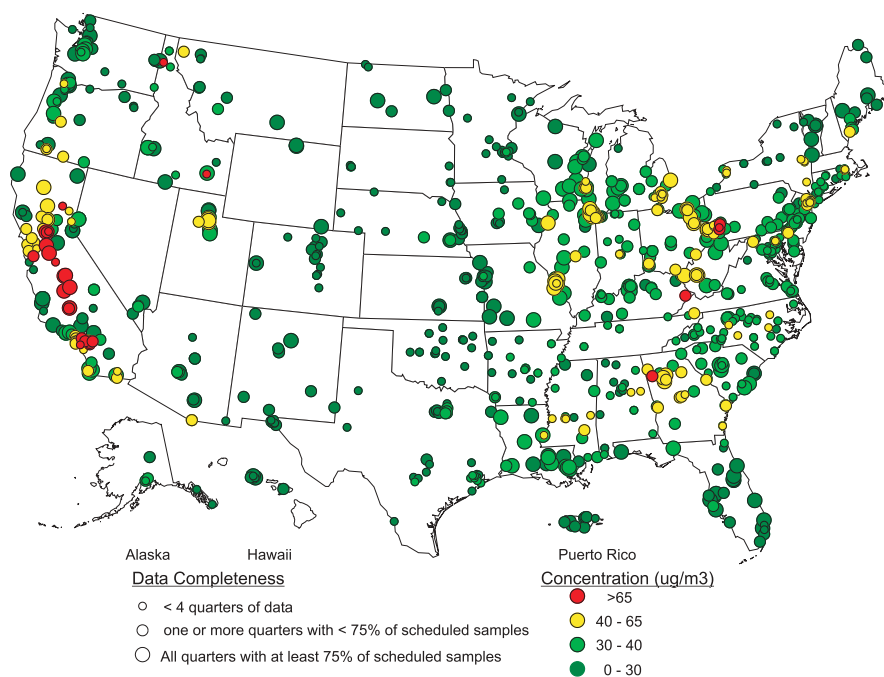 Alaska
Hawaii
Puerto Rico
Data Completeness
< 4 quarters of data
one or more quarters with < 75% of scheduled samples
All quarters with at least 75% of scheduled samples
Concentration (ug/m3)
>65
40 - 65
30 - 40
0 - 30